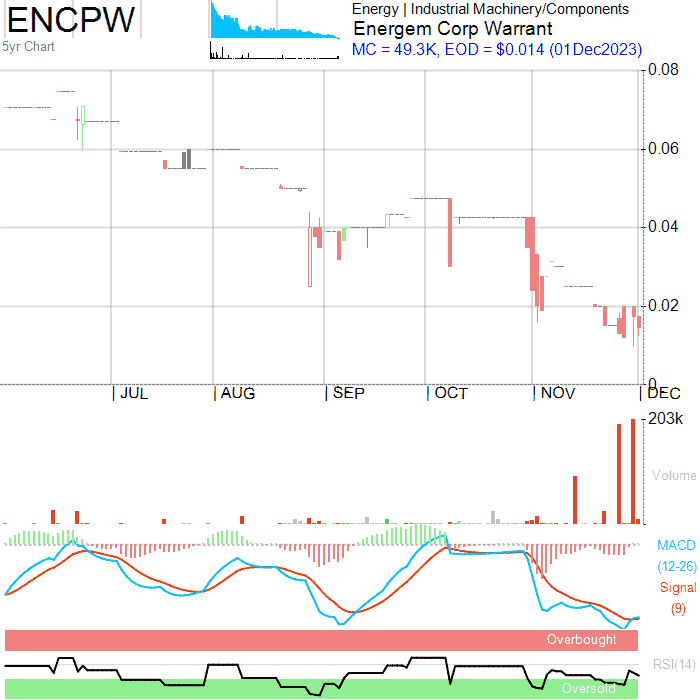 ENCPW
5yr Chart
Energy | Industrial Machinery/Components
Energem Corp Warrant
MC = 49.3K, EOD = $0.014 (01Dec2023)
0.08
0.06
0.04
0.02
0
JUL AUG SEP OCT NOV DEC
203k
Volume
MACD
(12-26)
Signal
(9)
Overbought
RSI(14)
Oversold